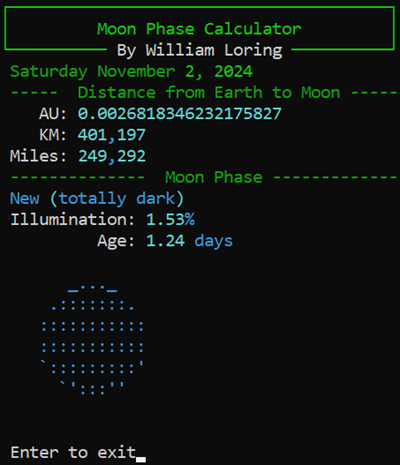 Moon Phase Calculator
By William Loring
Saturday November 2, 2024
----- Distance from Earth to Moon -----
AU: 0.0026818346232175827
KM: 401,197
Miles: 249,292
-------------- Moon Phase -------------
New (totally dark)
Illumination: 1.53%
Age: 1.24 days
_..._
.:::::::.
:::::::::::
:::::::::::
`:::::::::'
`':::''
Enter to exit